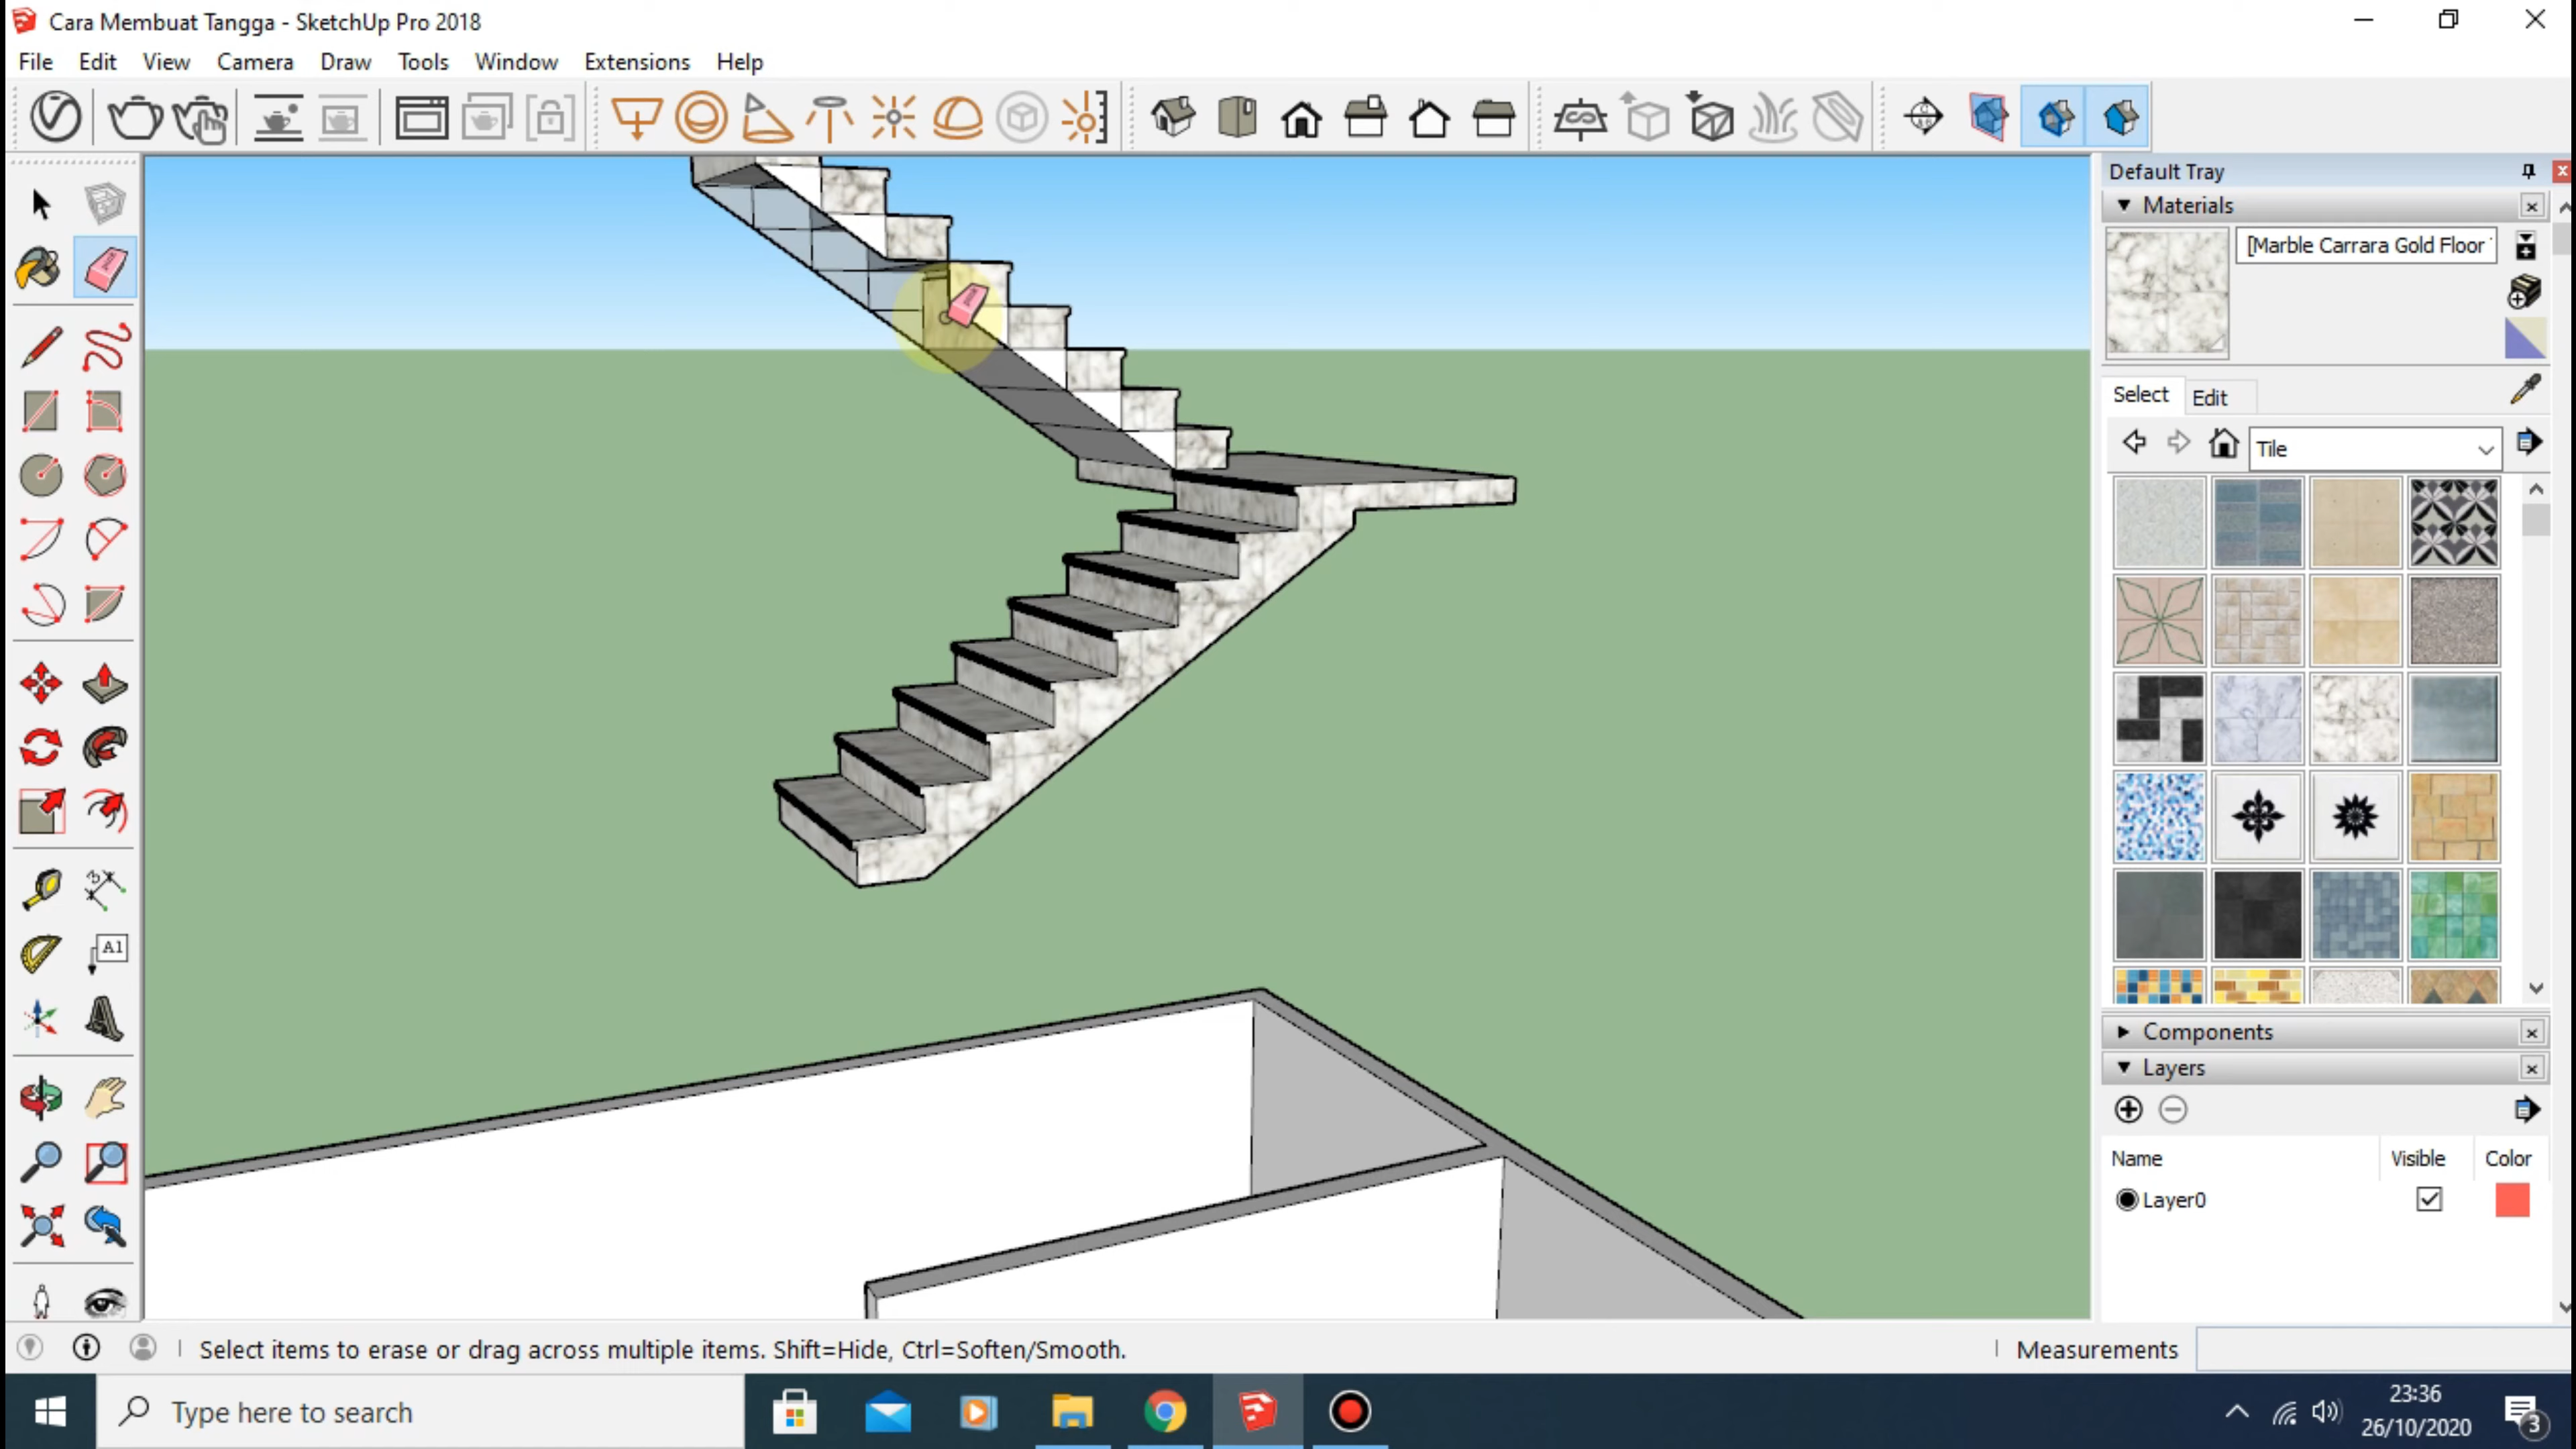 Cara Membuat Tangga - SketchUp Pro 2018
File Edit View Camera Draw Tools Window Extensions Help
Default Tray
Materials
[Marble Carrara Gold Floor
Select Edit
Tile
A1
Components
Layers
Name Visible Color
Layer0
Select items to erase or drag across multiple items. Shift=Hide, Ctrl=Soften/Smooth.
Measurements
Type here to search
23:36
26/10/2020
3